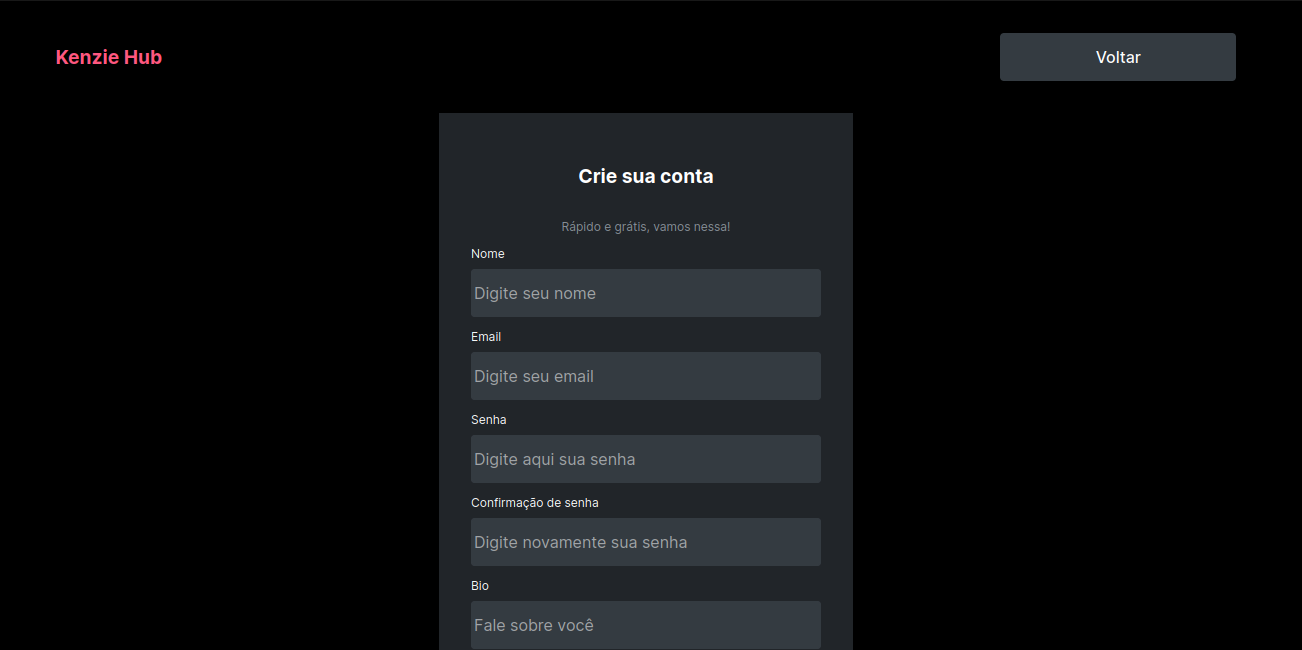 Kenzie Hub
Voltar
Crie sua conta
Rápido e grátis, vamos nessa!
Nome
Digite seu nome
Email
Digite seu email
Senha
Digite aqui sua senha
Confirmação de senha
Digite novamente sua senha
Bio
Fale sobre você